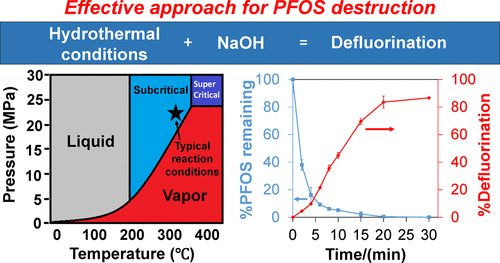 Effective approach for PFOS destruction
Hydrothermal conditions + NaOH = Defluorination
Pressure (MPa)
30
25
20
15
10
5
0
Liquid
Subcritical
Super
Critical
Typical
reaction
conditions
Vapor
0 100 200 300 400
Temperature (℃)
%PFOS remaining
100
80
60
40
20
0
0 5 10 15 20 25 30
Time/(min)
100
80
60
40
20
0
%Defluorination